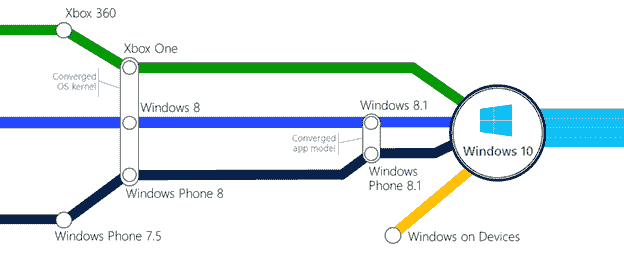 Xbox 360
Xbox One
Converged
OS kernel
Windows 8
Windows 8.1
Converged
app model
Windows 10
Windows
Phone 8.1
Windows Phone 8
Windows Phone 7.5
Windows on Devices